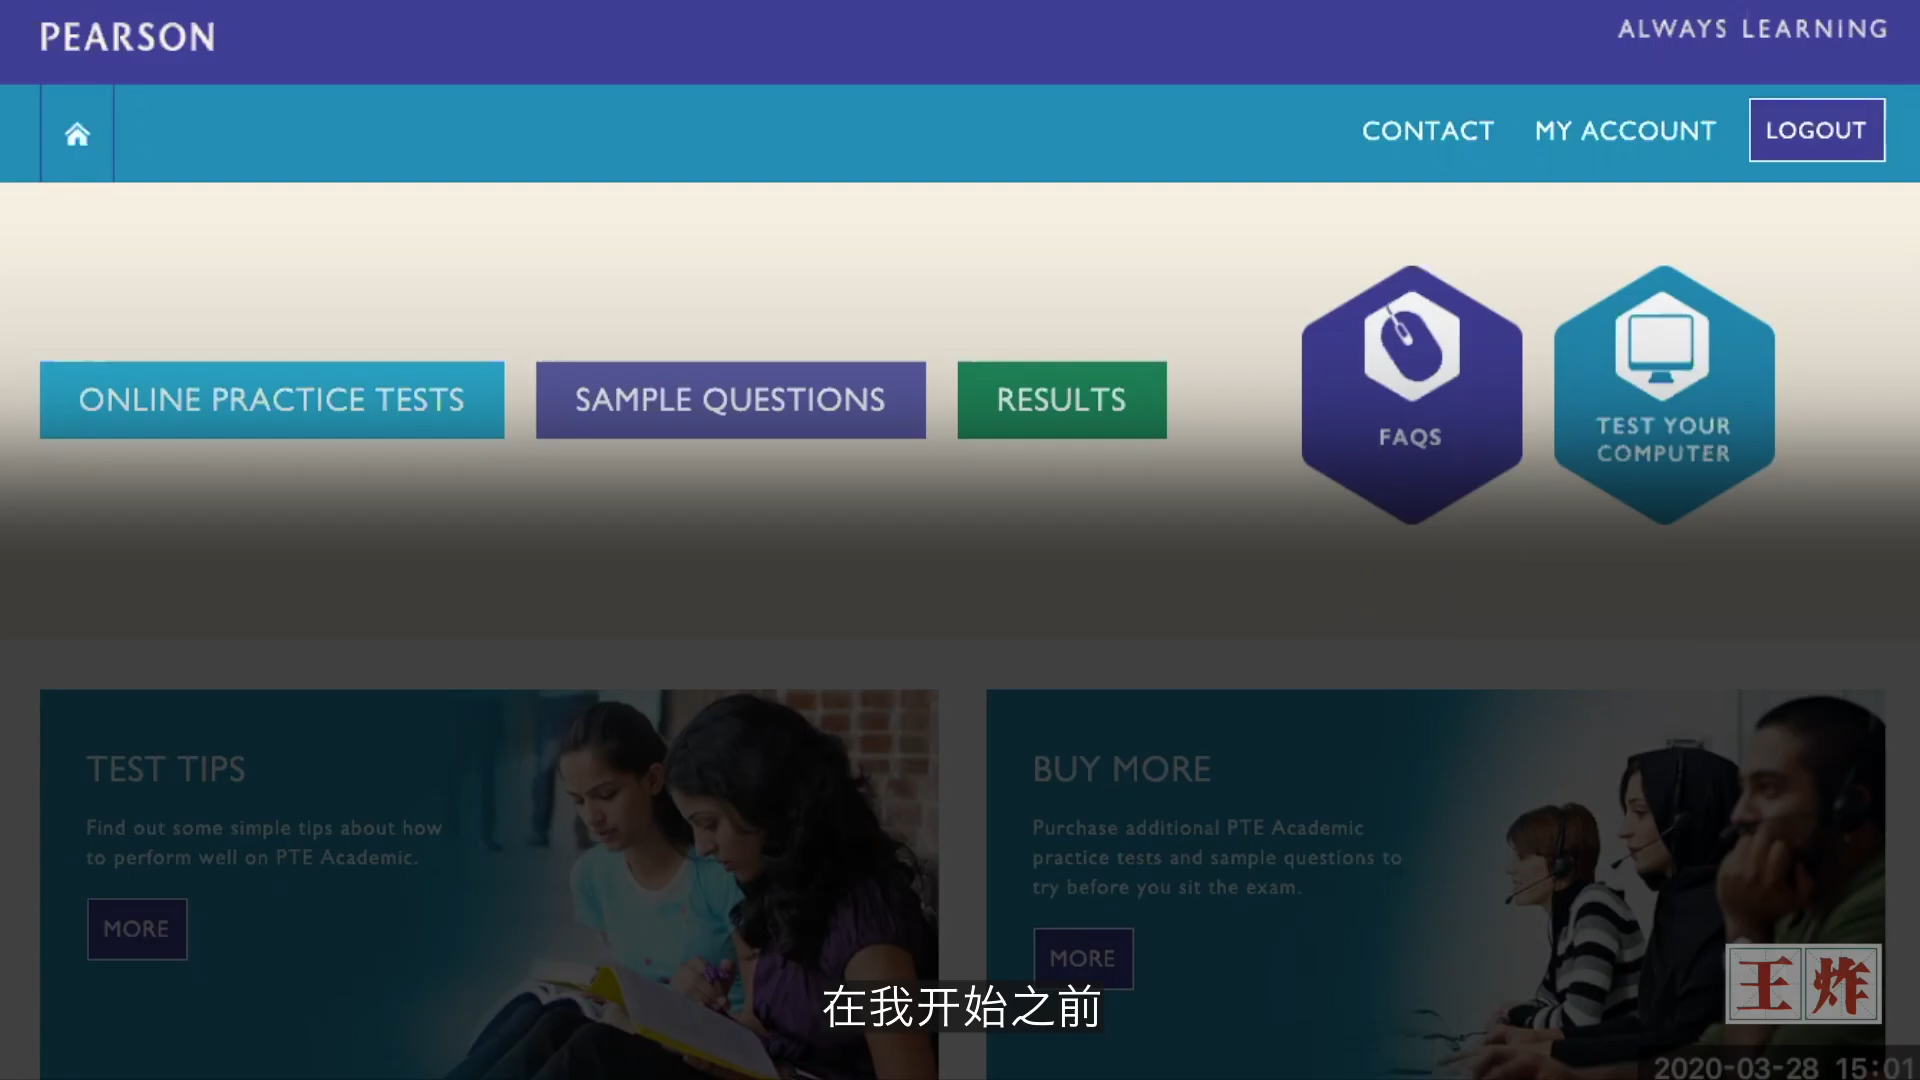 PEARSON
ALWAYS LEARNING
CONTACT
MY ACCOUNT
LOGOUT
ONLINE PRACTICE TESTS
SAMPLE QUESTIONS
RESULTS
FAQS
TEST YOUR
COMPUTER
TEST TIPS
Find out some simple tips about how
to perform well on PTE Academic.
MORE
BUY MORE
Purchase additional PTE Academic
practice tests and sample questions to
try before you sit the exam.
MORE
王炸
在我开始之前
2020-03-28 15:01